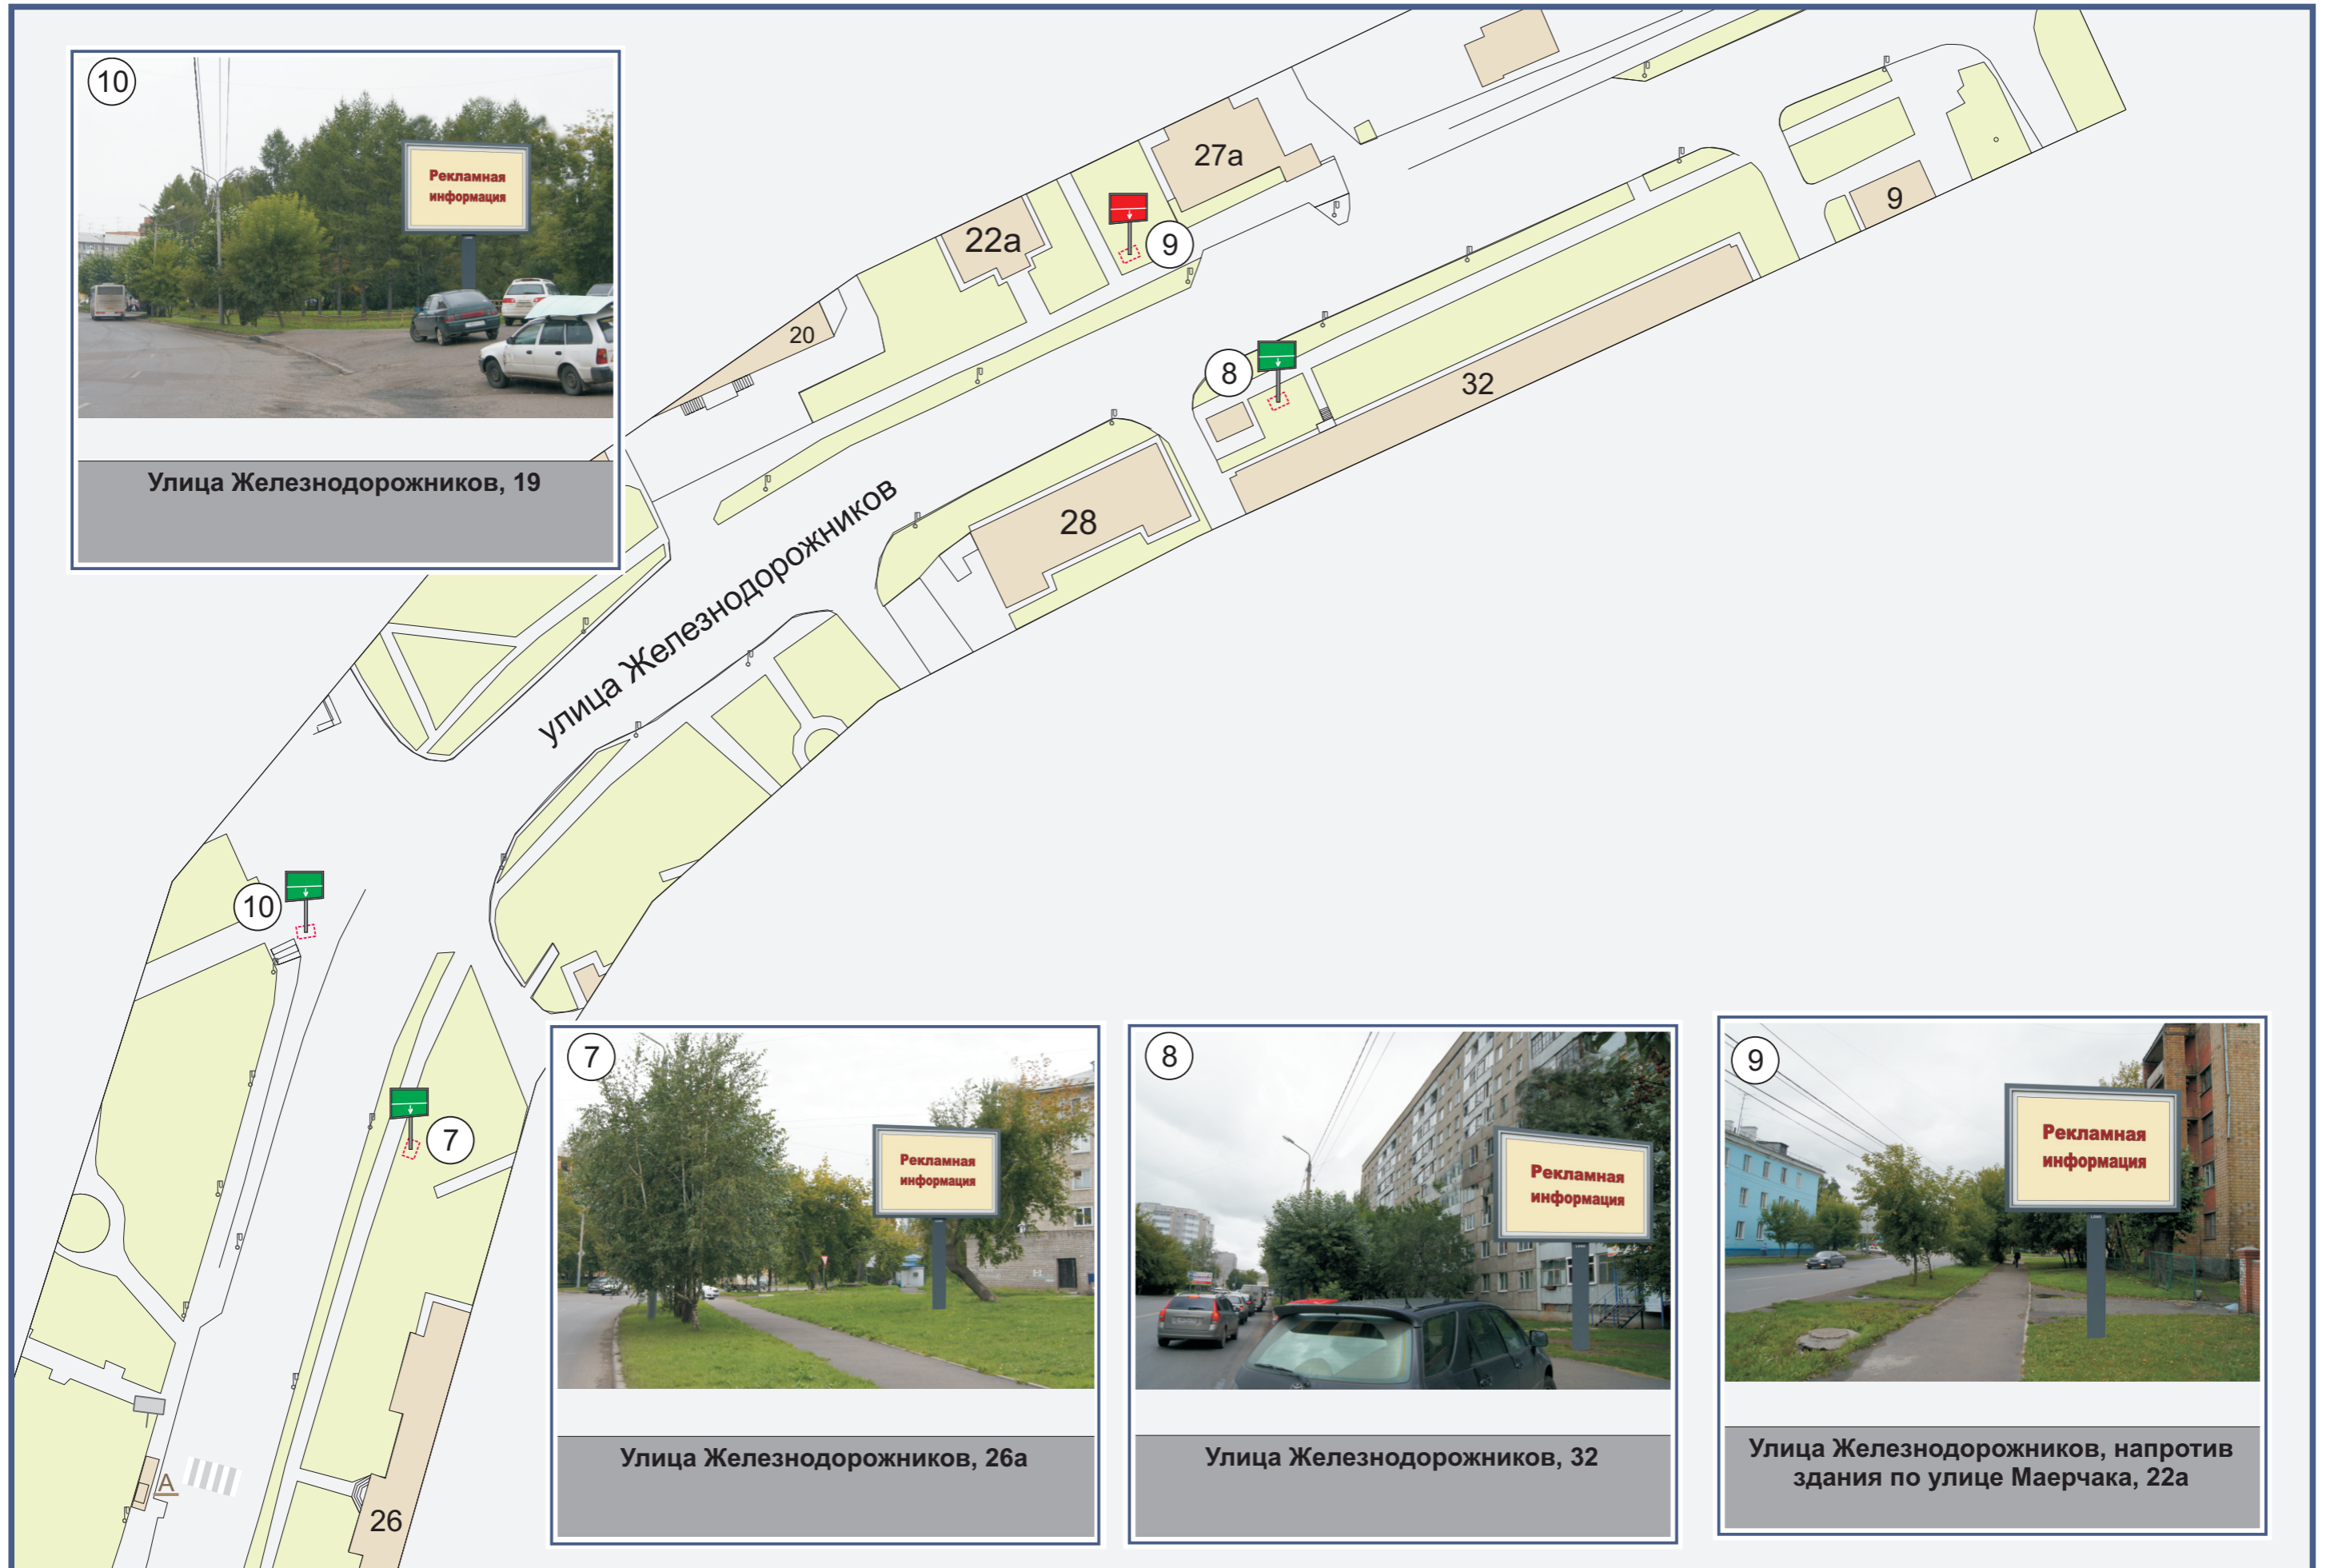 10
Рекламная
информация
Улица Железнодорожников, 19
27а
9
22а
9
20
8
32
28
улица Железнодорожников
10
7
26
А
7
Рекламная
информация
Улица Железнодорожников, 26а
8
Рекламная
информация
Улица Железнодорожников, 32
9
Рекламная
информация
Улица Железнодорожников, напротив
здания по улице Маерчака, 22а